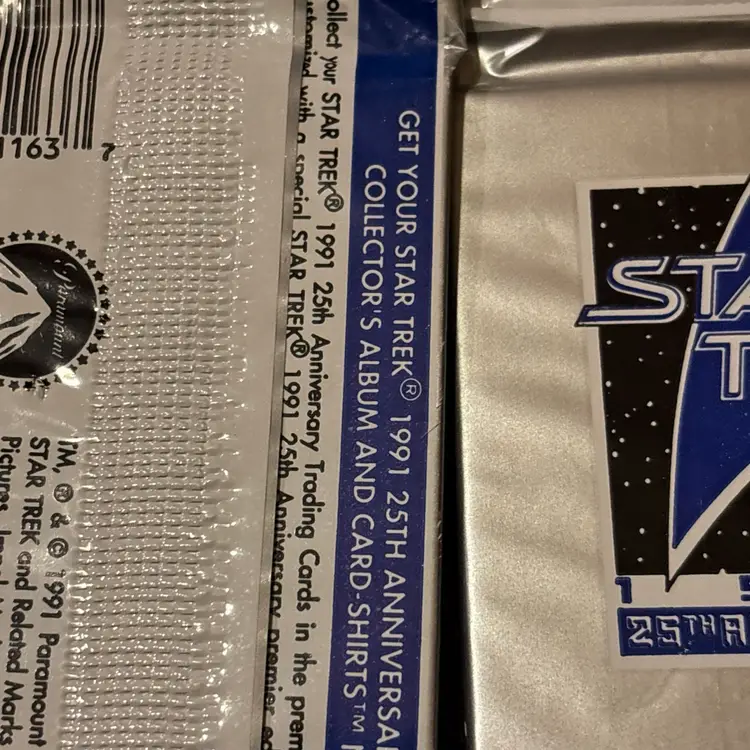 1163 7
Paramount
TM, ® & © 1991 Paramount
STAR TREK and Related Marks
Pictures.
ollect your STAR TREK® 1991 25th Anniversary Trading Cards in the prem
ustomized with a special STAR TREK® 1991 25th Anniversary premier
GET YOUR STAR TREK® 1991 25TH ANNIVERSA
COLLECTOR'S ALBUM AND CARD-SHIRTS™
STA
T
1
25TH A